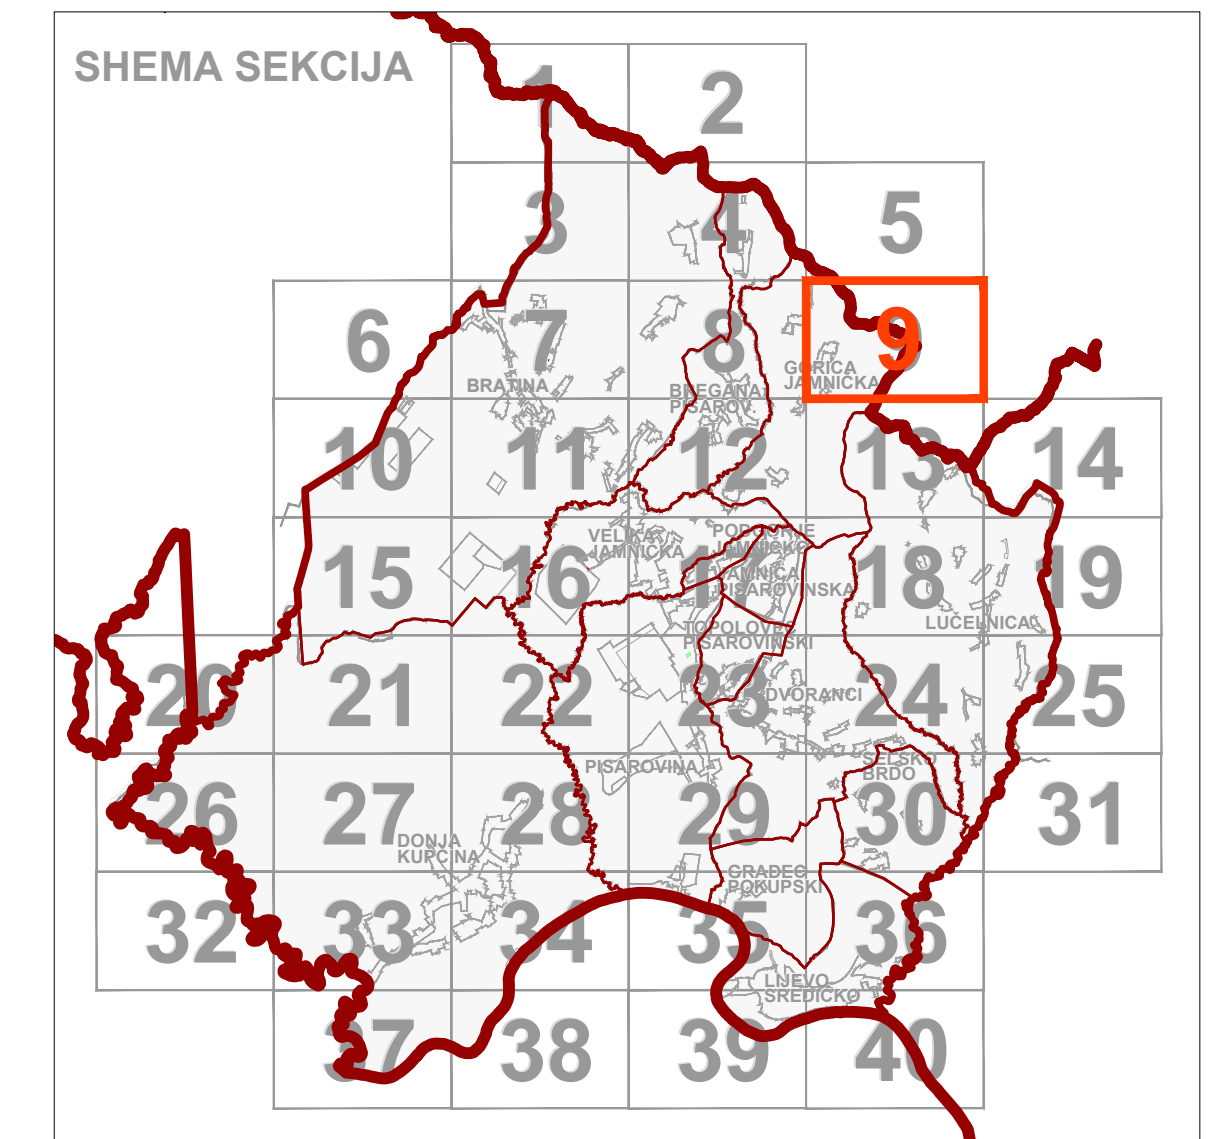 SHEMA SEKCIJA
1
2
3
4
5
6
7
8
9
BRATINA
BREGANA
PISAROV.
GORICA
JAMNIČKA
10
11
12
13
14
VELIKA
JAMNIČKA
PODGORJE
JAMNIČKO
JAMNICA
PISAROVINSKA
15
16
17
18
19
LUČELNICA
TOPOLOVEC
PISAROVINSKI
20
21
22
23
24
25
DVORANCI
PISAROVINA
SELSKO
BRDO
26
27
28
29
30
31
DONJA
KUPČINA
GRADEC
POKUPSKI
32
33
34
35
36
LIJEVO
SREDIČKO
37
38
39
40